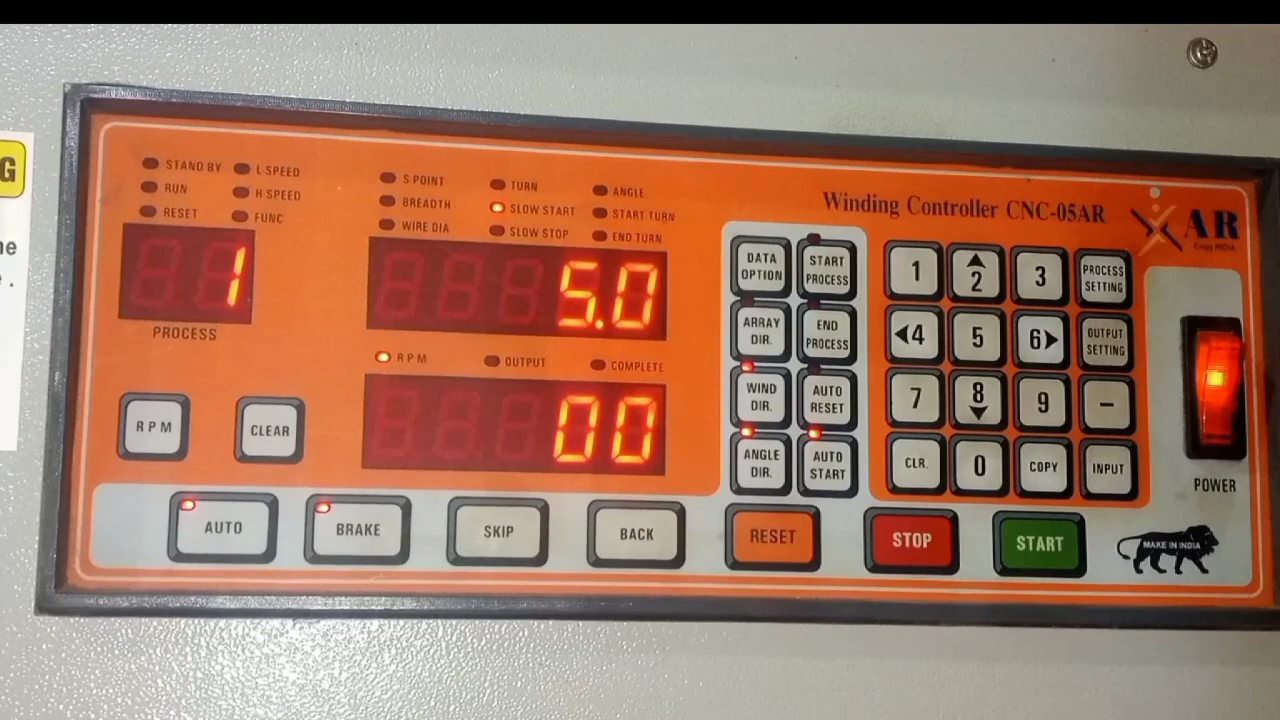 G
ne
.
STAND BY
L-SPEED
RUN
H-SPEED
RESET
FUNC
1
PROCESS
S POINT
TURN
ANGLE
BREADTH
SLOW START
START TURN
WIRE DIA
SLOW STOP
END TURN
5.0
RPM
OUTPUT
COMPLETE
00
RPM
CLEAR
AUTO
BRAKE
SKIP
BACK
RESET
STOP
START
Winding Controller CNC-05AR
AR
Engg INDIA
DATA OPTION
START PROCESS
ARRAY DIR.
END PROCESS
WIND DIR.
AUTO RESET
ANGLE DIR.
AUTO START
1
2
3
PROCESS SETTING
4
5
6
OUTPUT SETTING
7
8
9
-
CLR.
0
COPY
INPUT
POWER
MAKE IN INDIA